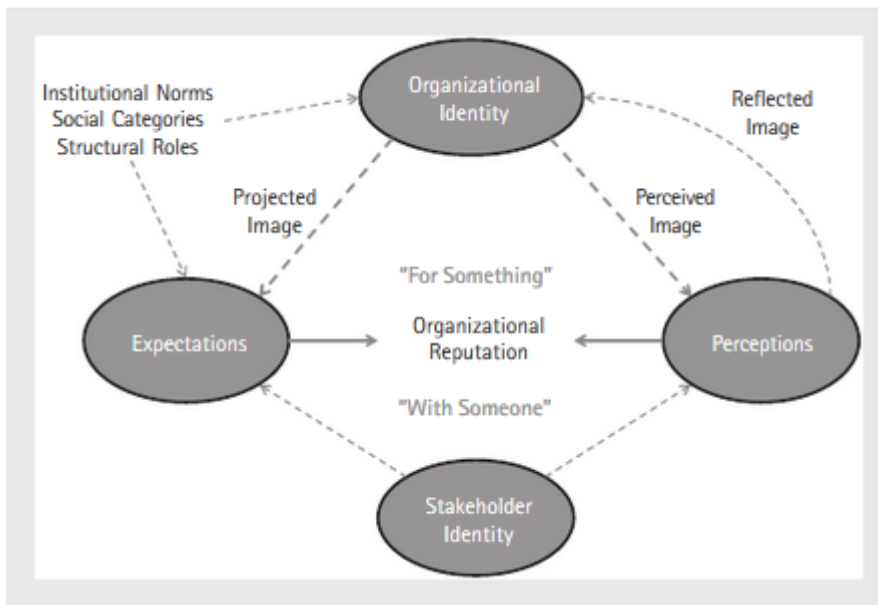 Organizational
Identity
Institutional Norms
Social Categories
Structural Roles
Reflected
Image
Projected
Image
Perceived
Image
"For Something"
Expectations
Organizational
Reputation
Perceptions
"With Someone"
Stakeholder
Identity